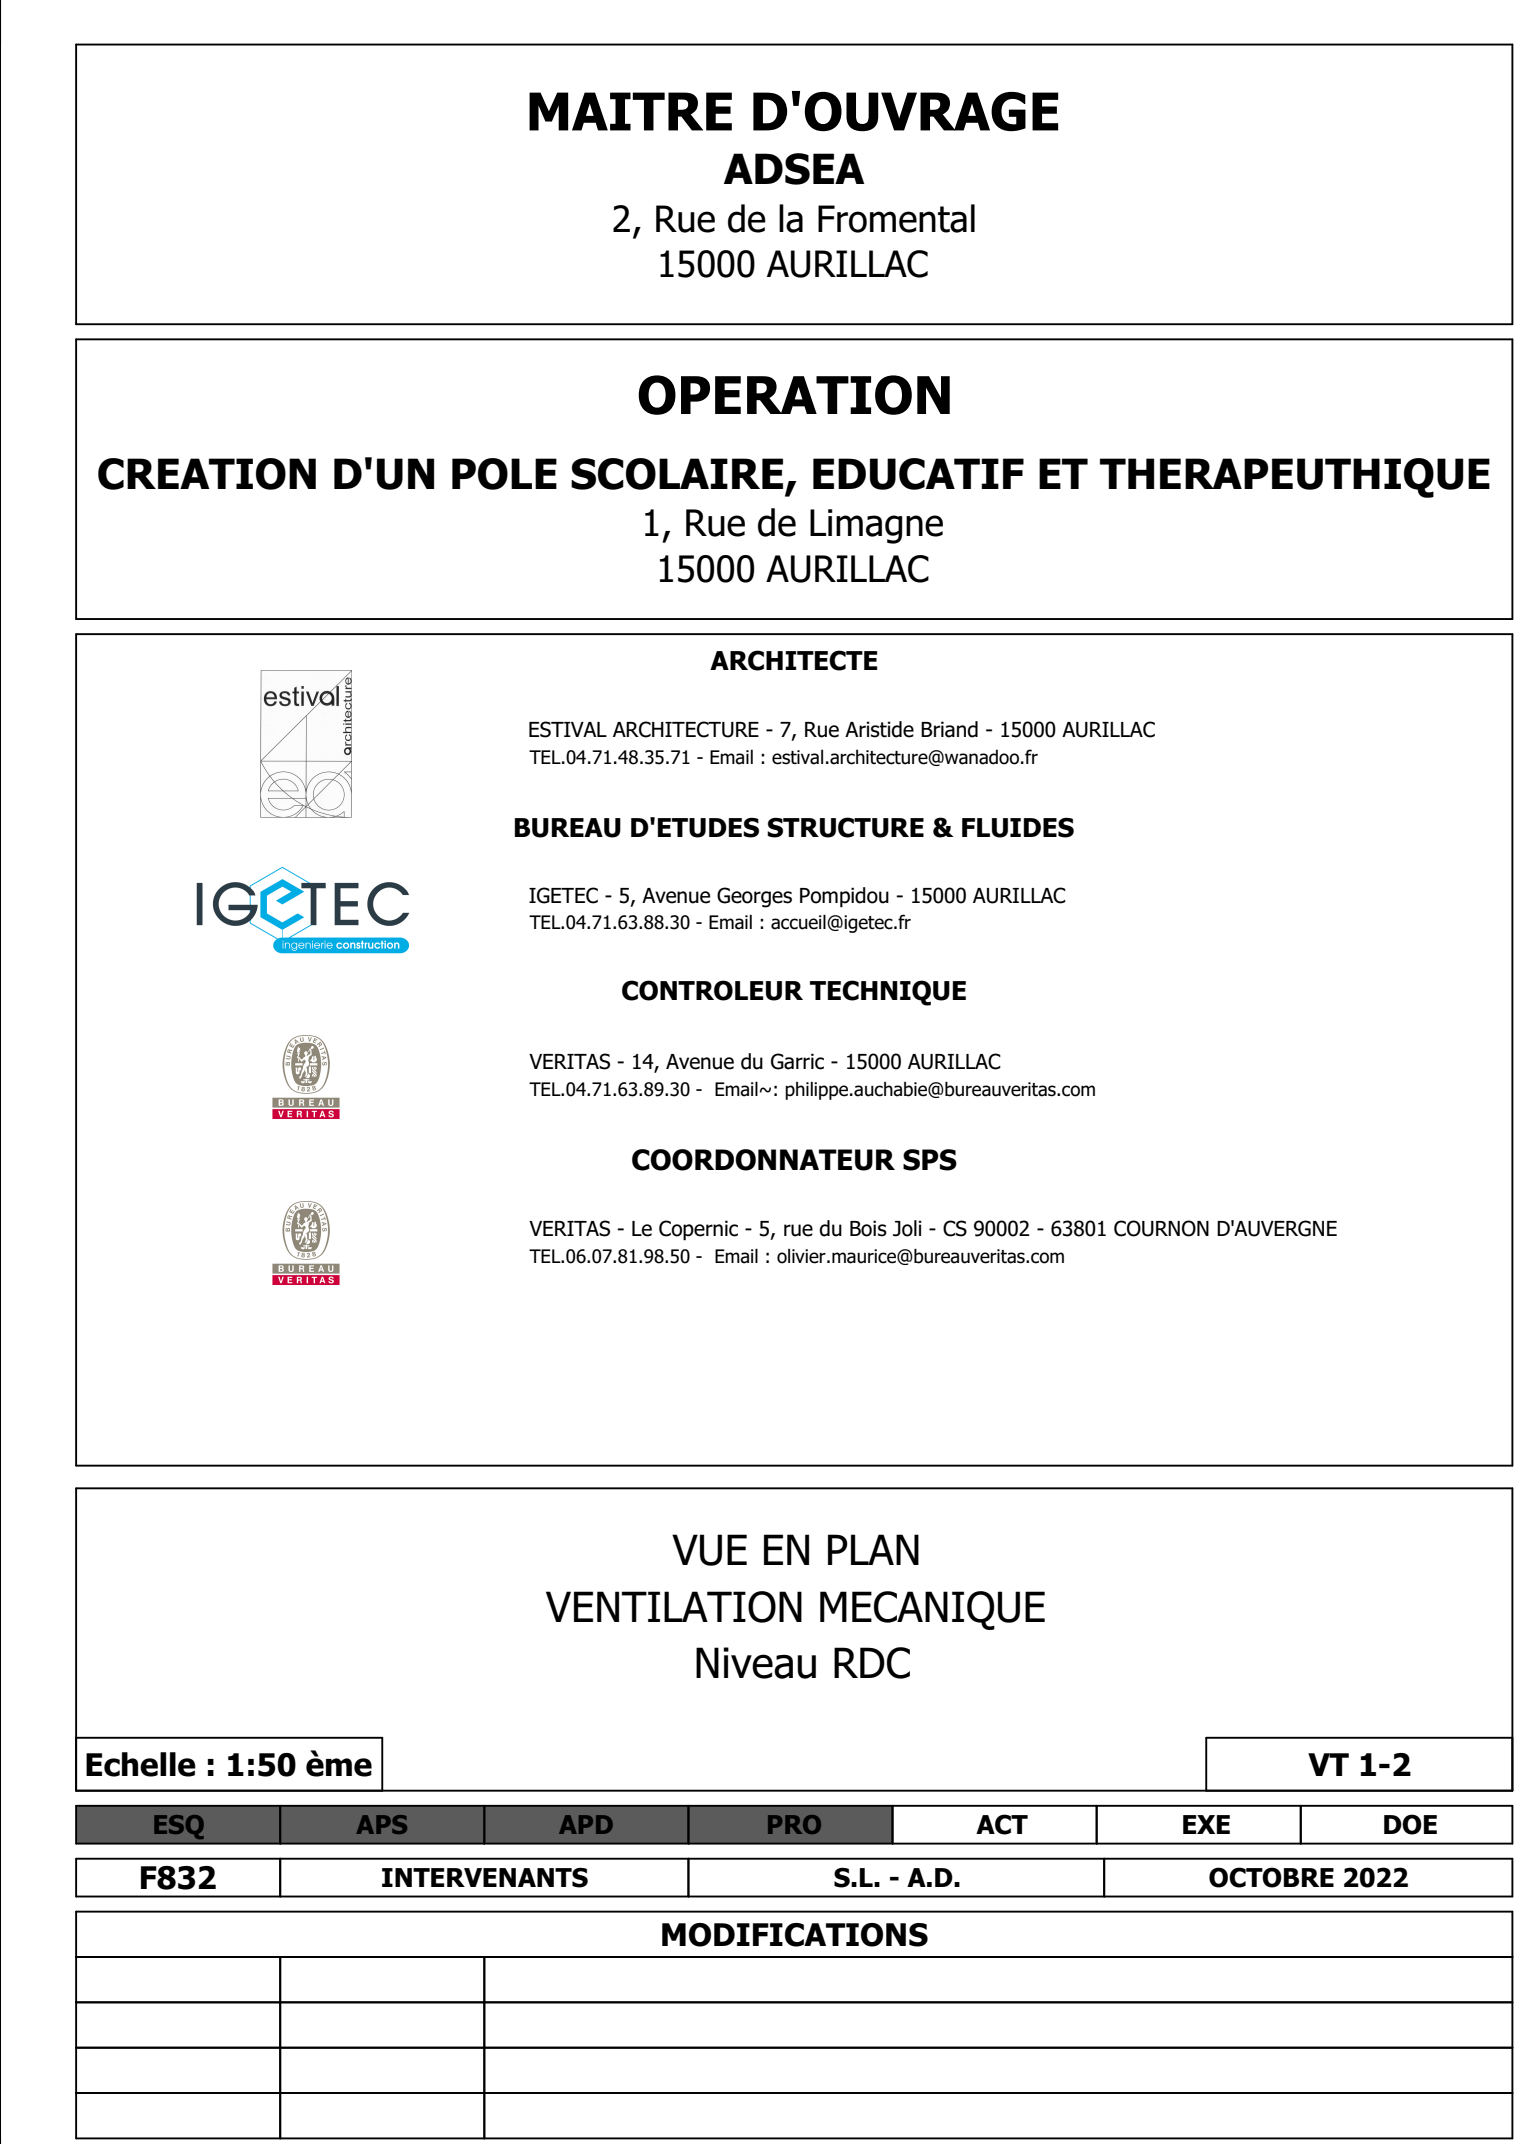 MAITRE D'OUVRAGE
ADSEA
2, Rue de la Fromental
15000 AURILLAC
OPERATION
CREATION D'UN POLE SCOLAIRE, EDUCATIF ET THERAPEUTHIQUE
1, Rue de Limagne
15000 AURILLAC
ARCHITECTE
estival
architecture
ea
ESTIVAL ARCHITECTURE - 7, Rue Aristide Briand - 15000 AURILLAC
TEL.04.71.48.35.71 - Email : estival.architecture@wanadoo.fr
BUREAU D'ETUDES STRUCTURE & FLUIDES
IGeTEC
ingenierie construction
IGETEC - 5, Avenue Georges Pompidou - 15000 AURILLAC
TEL.04.71.63.88.30 - Email : accueil@igetec.fr
CONTROLEUR TECHNIQUE
BUREAU VERITAS
1828
BUREAU
VERITAS
VERITAS - 14, Avenue du Garric - 15000 AURILLAC
TEL.04.71.63.89.30 - Email~: philippe.auchabie@bureauveritas.com
COORDONNATEUR SPS
BUREAU VERITAS
1828
BUREAU
VERITAS
VERITAS - Le Copernic - 5, rue du Bois Joli - CS 90002 - 63801 COURNON D'AUVERGNE
TEL.06.07.81.98.50 - Email : olivier.maurice@bureauveritas.com
VUE EN PLAN
VENTILATION MECANIQUE
Niveau RDC
Echelle : 1:50 ème
VT 1-2
ESQ APS APD PRO ACT EXE DOE
F832 INTERVENANTS S.L. - A.D. OCTOBRE 2022
MODIFICATIONS